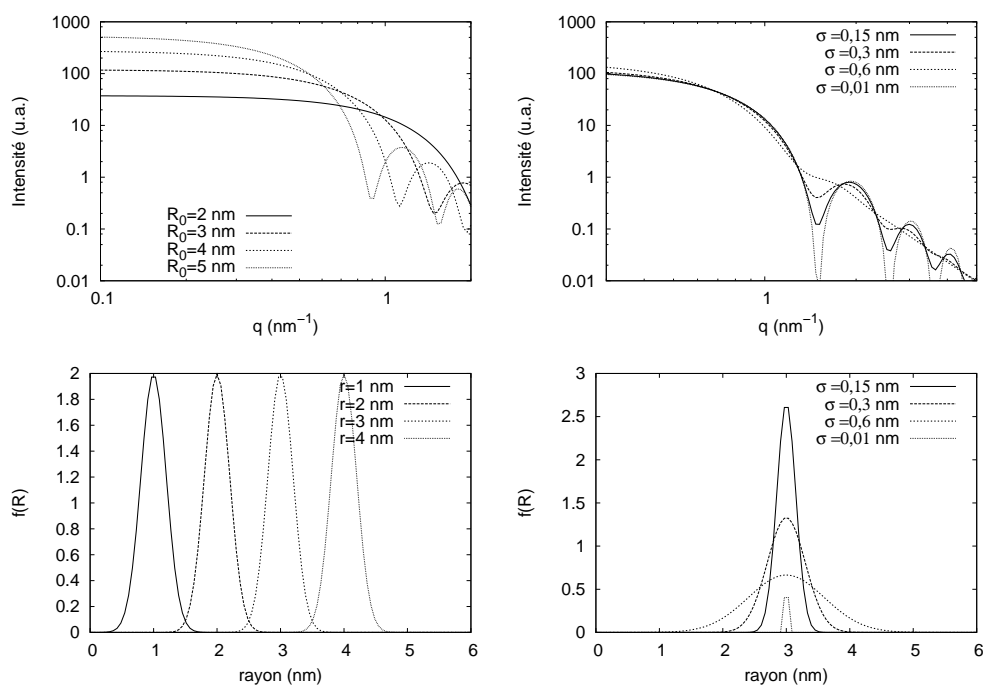 1000
100
10
1
0.1
0.01
Intensité (u.a.)
R0=2 nm
R0=3 nm
R0=4 nm
R0=5 nm
0.1
1
q (nm−1)
1000
100
10
1
0.1
0.01
Intensité (u.a.)
σ=0,15 nm
σ=0,3 nm
σ=0,6 nm
σ=0,01 nm
1
q (nm−1)
2
1.8
1.6
1.4
1.2
1
0.8
0.6
0.4
0.2
0
f(R)
r=1 nm
r=2 nm
r=3 nm
r=4 nm
0 1 2 3 4 5 6
rayon (nm)
3
2.5
2
1.5
1
0.5
0
f(R)
σ=0,15 nm
σ=0,3 nm
σ=0,6 nm
σ=0,01 nm
0 1 2 3 4 5 6
rayon (nm)